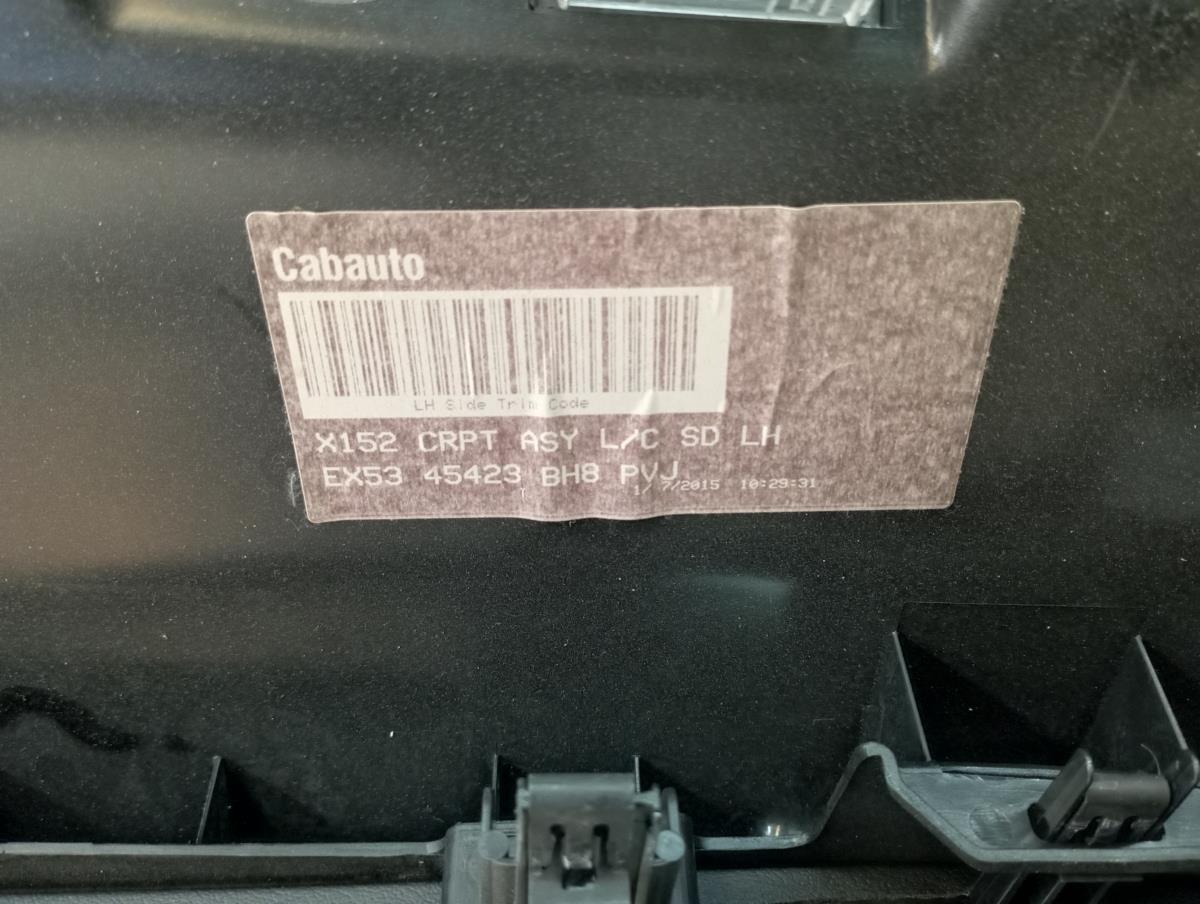 Cabauto
LH Side Trim Code
X152 CRPT ASY L/C SD LH
EX53 45423 BH8 PVJ
1/ 7/2015 10:29:31